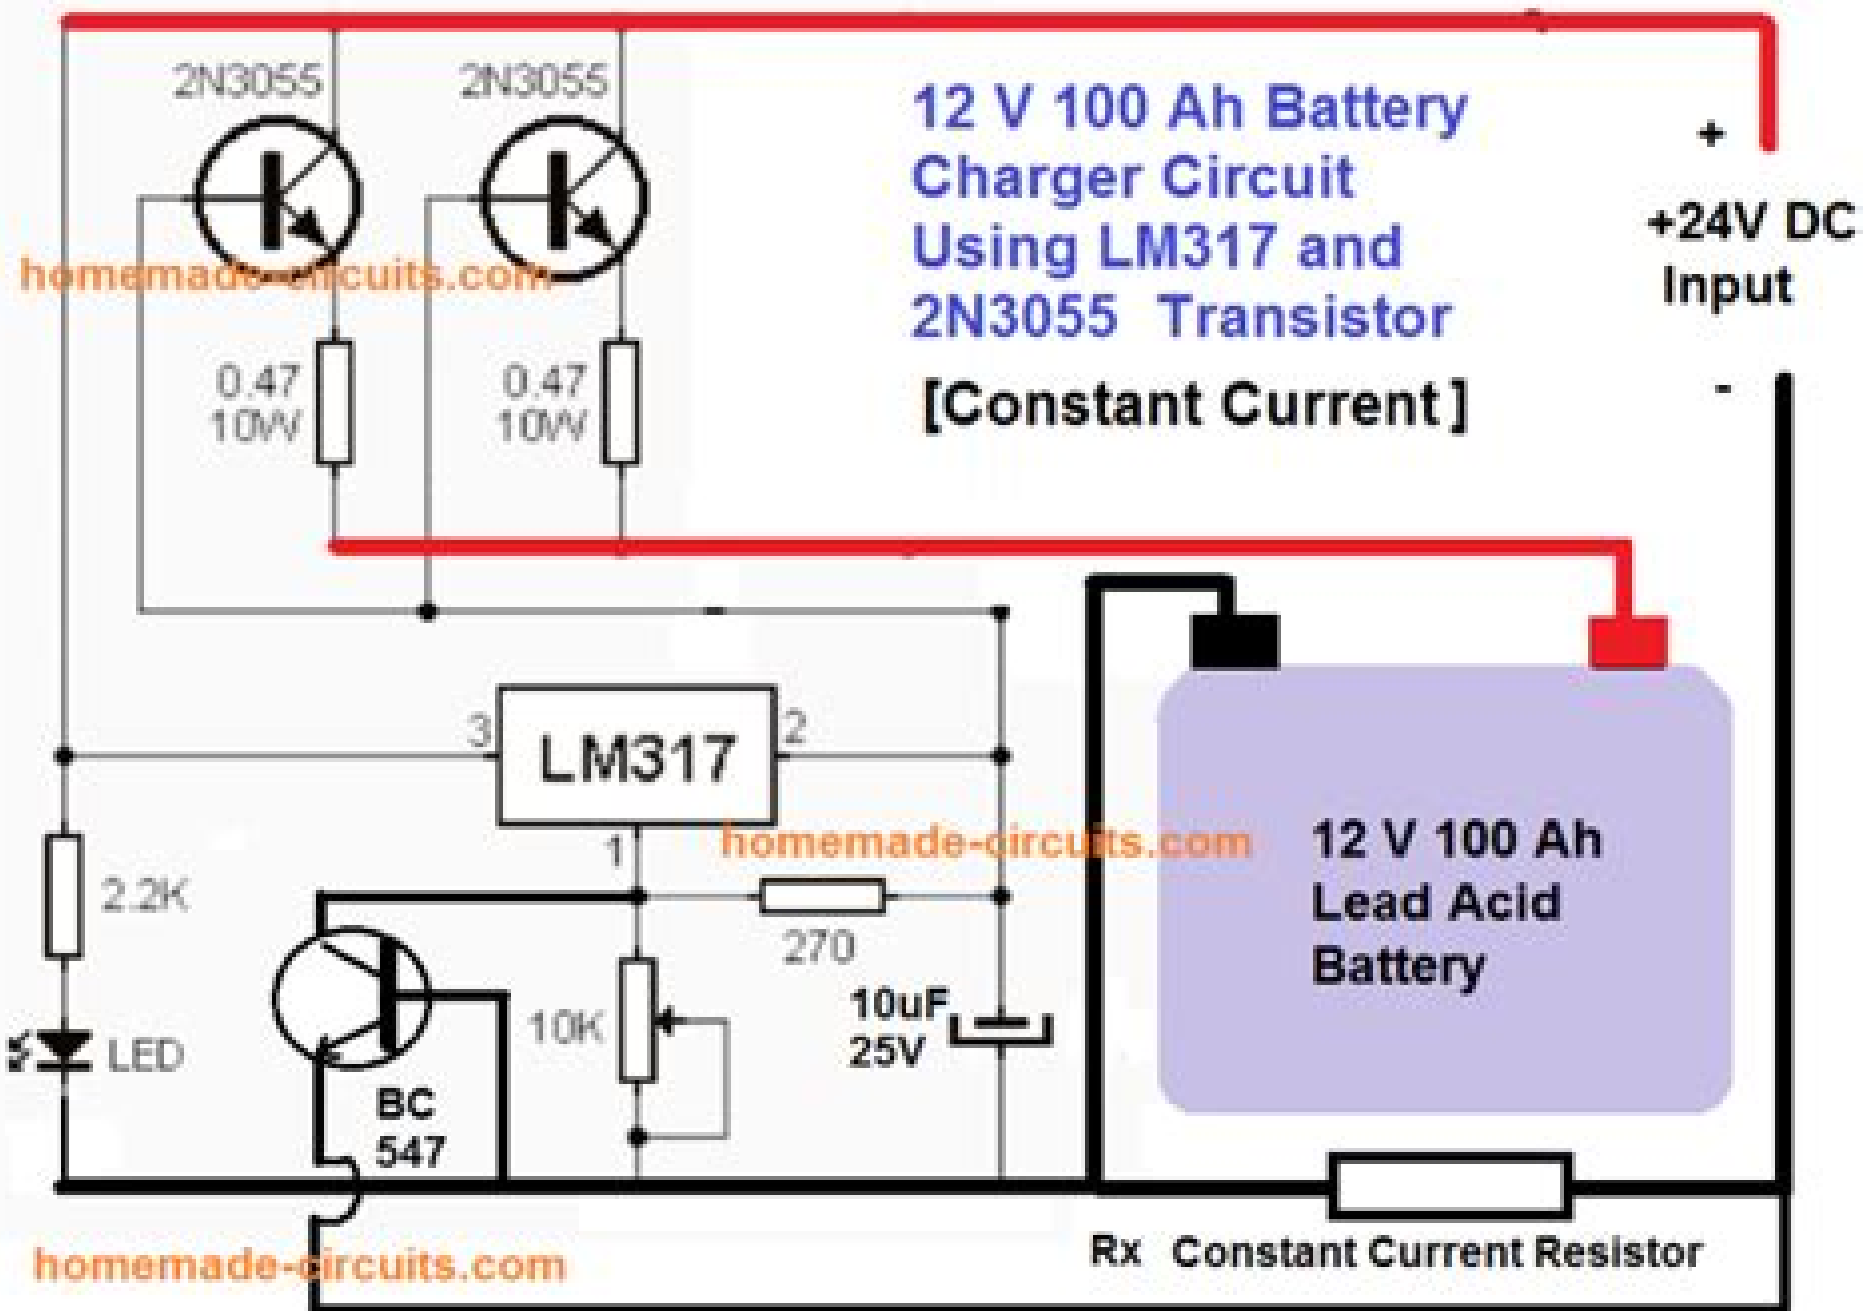 2N3055
2N3055
12 V 100 Ah Battery
Charger Circuit
Using LM317 and
2N3055 Transistor
[Constant Current]
+
+24V DC
Input
-
homemade-circuits.com
0.47
10W
0.47
10W
3
LM317
2
1
homemade-circuits.com
12 V 100 Ah
Lead Acid
Battery
2.2K
270
10K
10uF
25V
LED
BC
547
Rx Constant Current Resistor
homemade-circuits.com